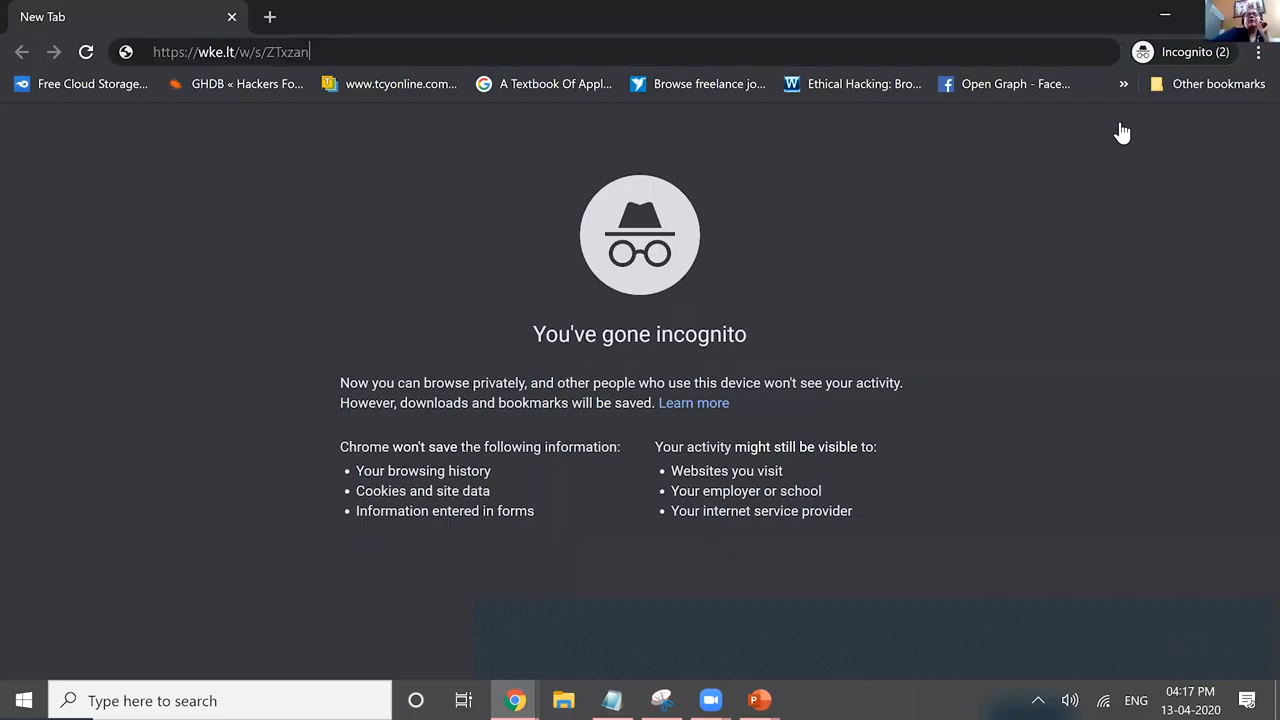 New Tab
https://wke.lt/w/s/ZTxzan
Incognito (2)
Free Cloud Storage...
GHDB « Hackers Fo...
www.tcyonline.com...
A Textbook Of Appl...
Browse freelance jo...
Ethical Hacking: Bro...
Open Graph - Face...
»
Other bookmarks
You've gone incognito
Now you can browse privately, and other people who use this device won't see your activity.
However, downloads and bookmarks will be saved. Learn more
Chrome won't save the following information:
• Your browsing history
• Cookies and site data
• Information entered in forms
Your activity might still be visible to:
• Websites you visit
• Your employer or school
• Your internet service provider
Type here to search
ENG
04:17 PM
13-04-2020